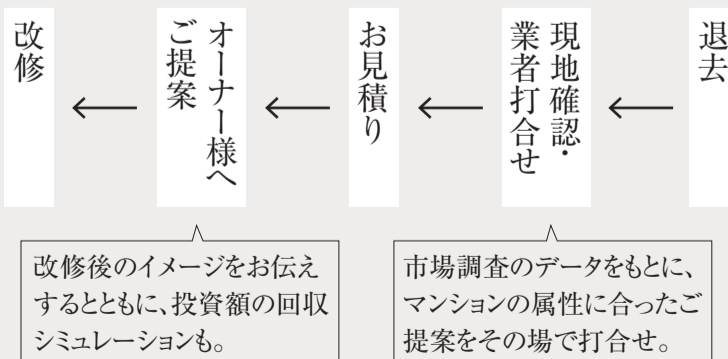 退去
現地確認・
業者打合せ
お見積り
オーナー様へ
ご提案
改修
市場調査のデータをもとに、
マンションの属性に合ったご
提案をその場で打合せ。
改修後のイメージをお伝え
するとともに、投資額の回収
シミュレーションも。